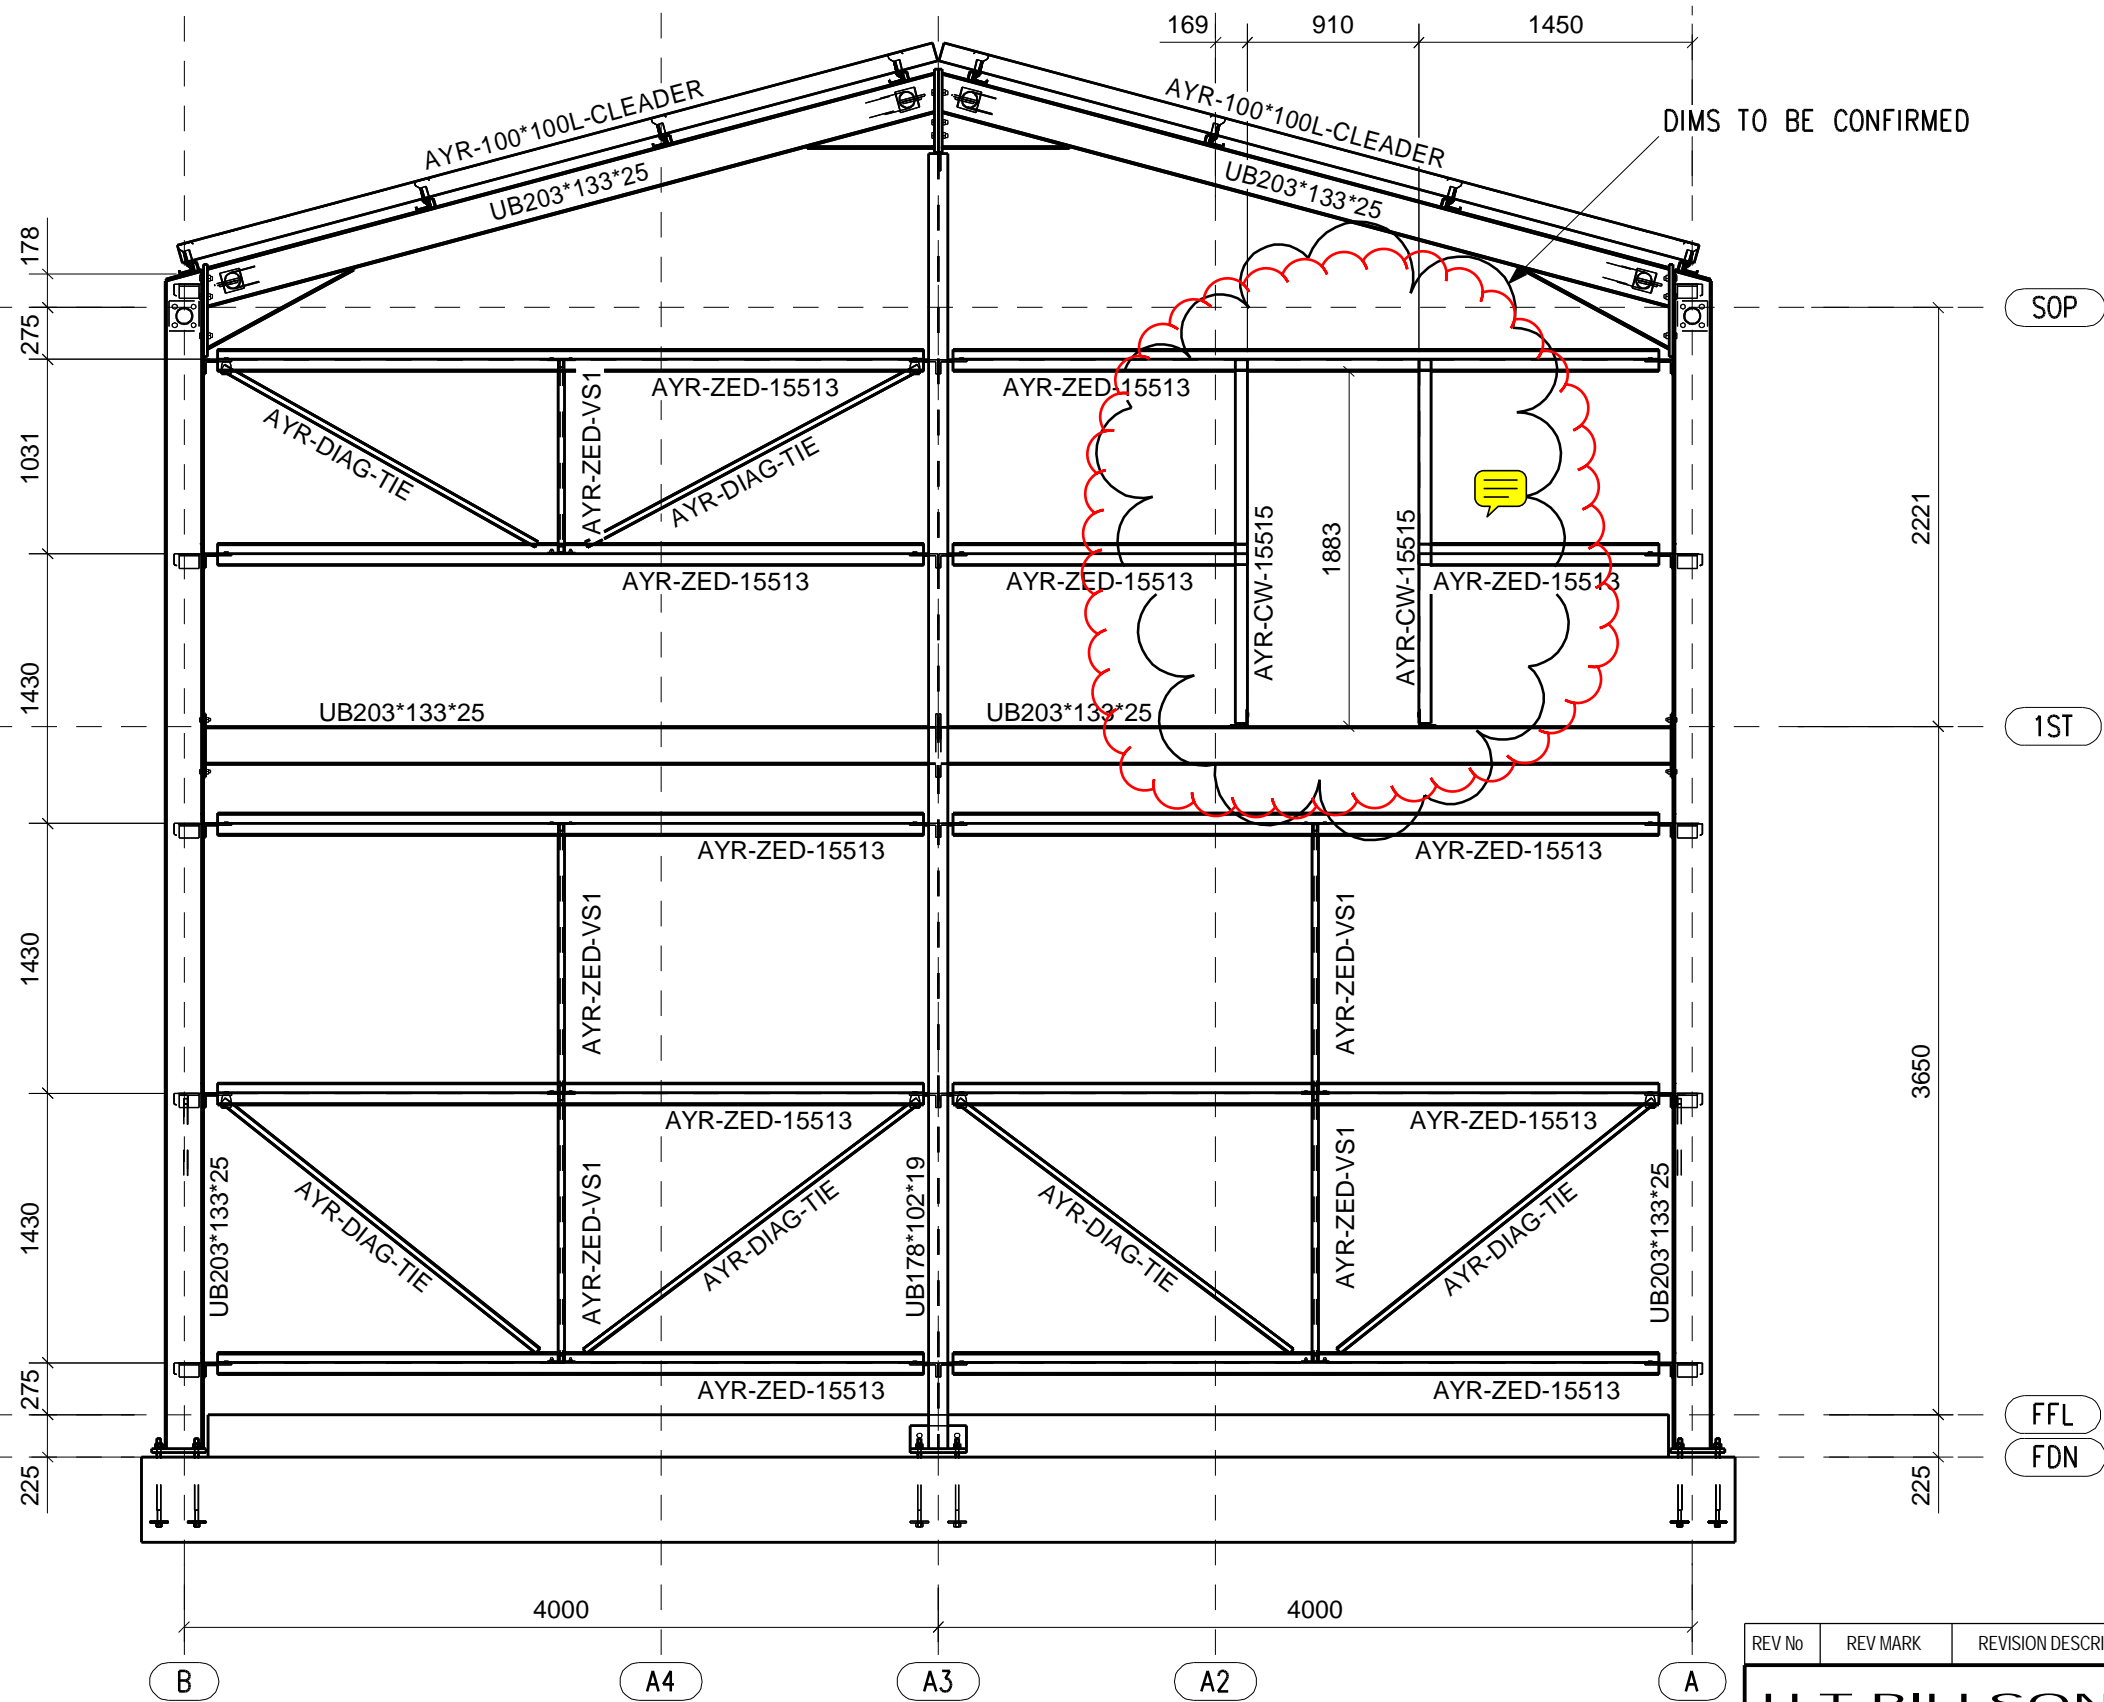 169 910 1450
DIMS TO BE CONFIRMED
AYR-100*100L-CLEADER
AYR-100*100L-CLEADER
UB203*133*25
UB203*133*25
178
SOP
275
AYR-ZED-15513
AYR-ZED-15513
AYR-DIAG-TIE
AYR-ZED-VS1
AYR-DIAG-TIE
1031
2221
1883
AYR-CW-15515
AYR-CW-15515
AYR-ZED-15513
AYR-ZED-15513
AYR-ZED-15513
1430
UB203*133*25
UB203*133*25
1ST
AYR-ZED-15513
AYR-ZED-15513
1430
AYR-ZED-VS1
AYR-ZED-VS1
3650
AYR-ZED-15513
AYR-ZED-15513
1430
UB203*133*25
AYR-DIAG-TIE
AYR-ZED-VS1
AYR-DIAG-TIE
UB178*102*19
AYR-DIAG-TIE
AYR-ZED-VS1
AYR-DIAG-TIE
UB203*133*25
275
AYR-ZED-15513
AYR-ZED-15513
FFL
FDN
225
225
4000
4000
B
A4
A3
A2
A
REV No REV MARK REVISION DESCRI